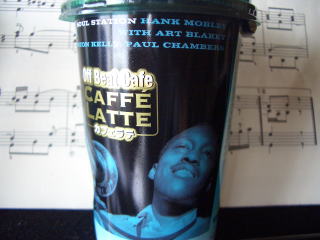 SOUL STATION HANK MOBLEY
WITH ART BLAKEY
KELLY PAUL CHAMBERS
Off Beat Cafe
CAFFÉ
LATTE
カフェラテ